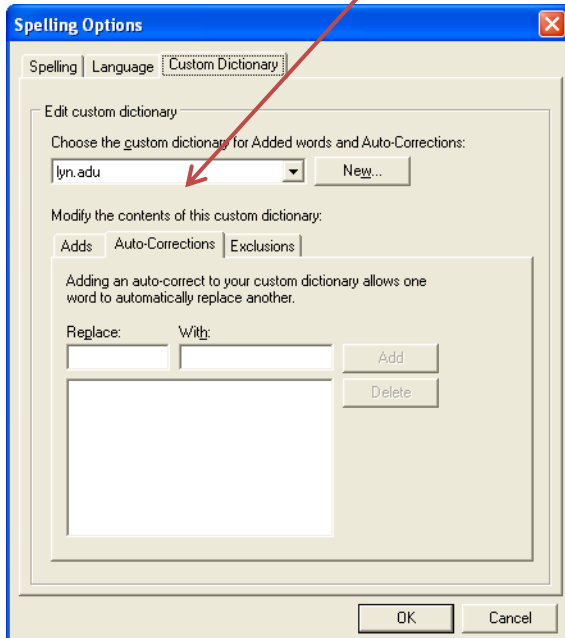 Spelling Options
Spelling Language Custom Dictionary
Edit custom dictionary
Choose the custom dictionary for Added words and Auto-Corrections:
lyn.adu New...
Modify the contents of this custom dictionary:
Adds Auto-Corrections Exclusions
Adding an auto-correct to your custom dictionary allows one
word to automatically replace another.
Replace: With:
Add
Delete
OK Cancel